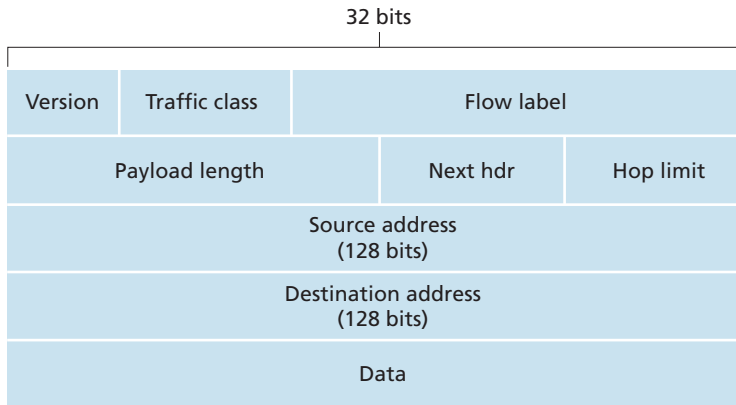 32 bits
Version Traffic class Flow label
Payload length Next hdr Hop limit
Source address
(128 bits)
Destination address
(128 bits)
Data